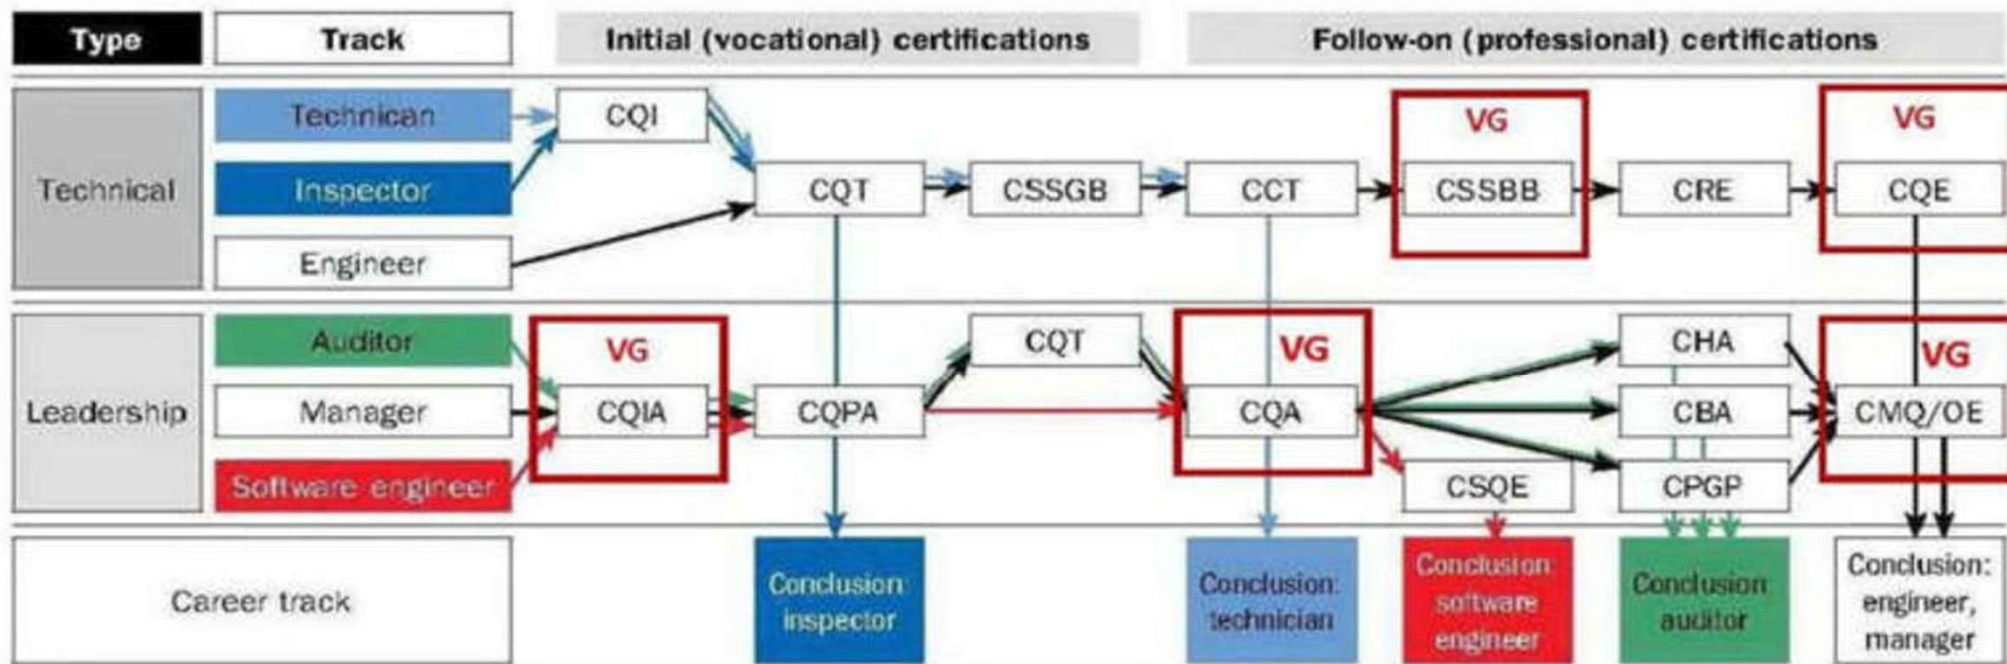 Type
Track
Initial (vocational) certifications
Follow-on (professional) certifications
Technical
Technican
CQI
VG
VG
Inspector
CQT
CSSGB
CCT
CSSBB
CRE
CQE
Engineer
Leadership
Auditor
VG
CQT
VG
CHA
VG
Manager
CQIA
CQPA
CQA
CBA
CMQ/OE
Software engineer
CSQE
CPGP
Career track
Conclusion
inspector
Conclusion:
technician
Conclusion:
software
engineer
Conclusion
auditor
Conclusion:
engineer,
manager